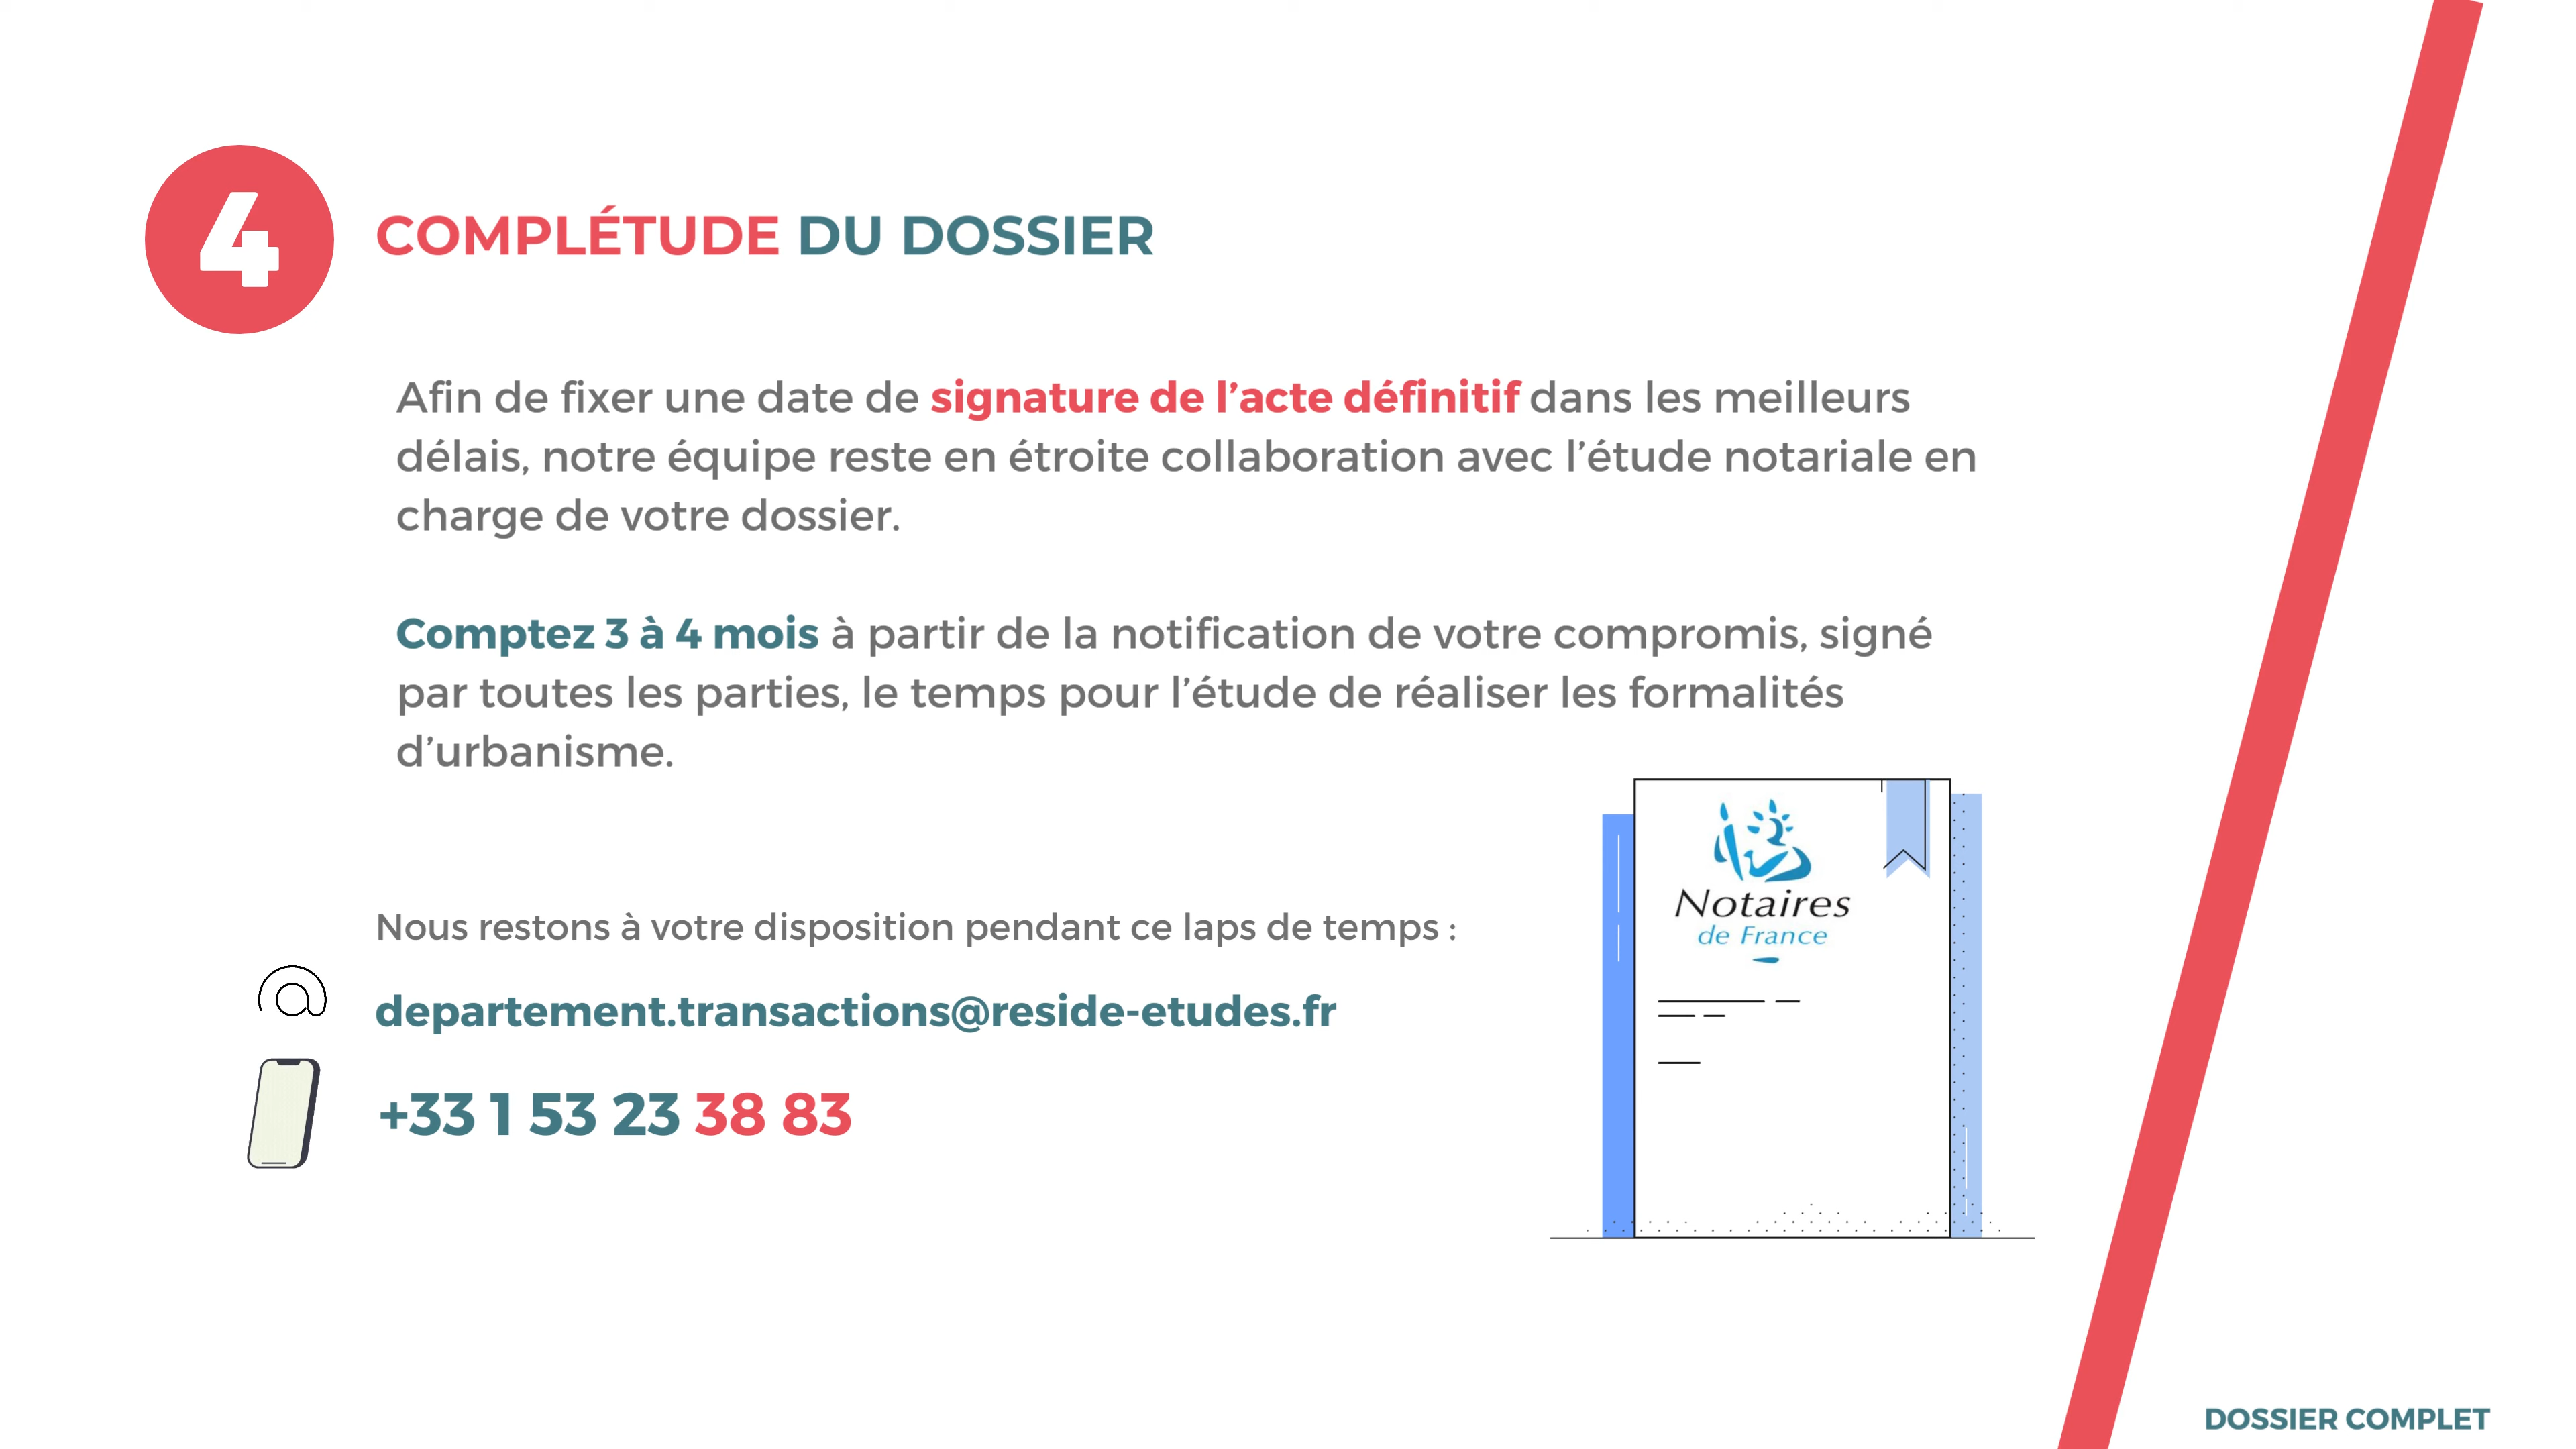 4
COMPLÉTUDE DU DOSSIER
Afin de fixer une date de signature de l’acte définitif dans les meilleurs
délais, notre équipe reste en étroite collaboration avec l’étude notariale en
charge de votre dossier.
Comptez 3 à 4 mois à partir de la notification de votre compromis, signé
par toutes les parties, le temps pour l’étude de réaliser les formalités
d’urbanisme.
Notaires
de France
Nous restons à votre disposition pendant ce laps de temps :
departement.transactions@reside-etudes.fr
+33 1 53 23 38 83
DOSSIER COMPLET